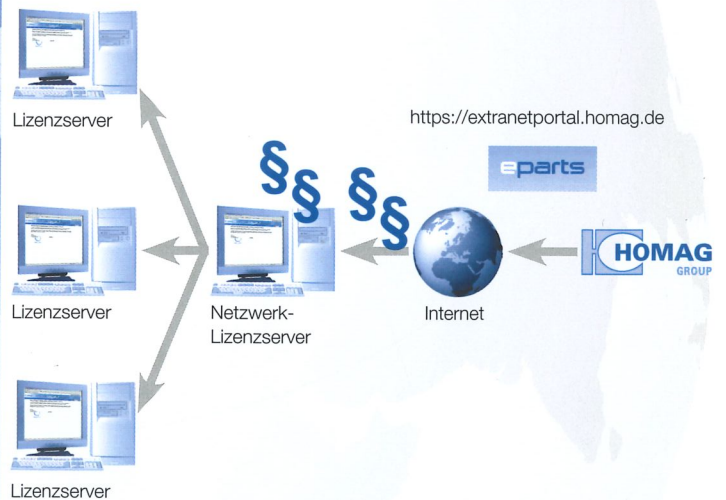 Lizenzserver
https://extranetportal.homag.de
§§
§§
eparts
HOMAG
GROUP
Lizenzserver
Netzwerk-
Lizenzserver
Internet
Lizenzserver